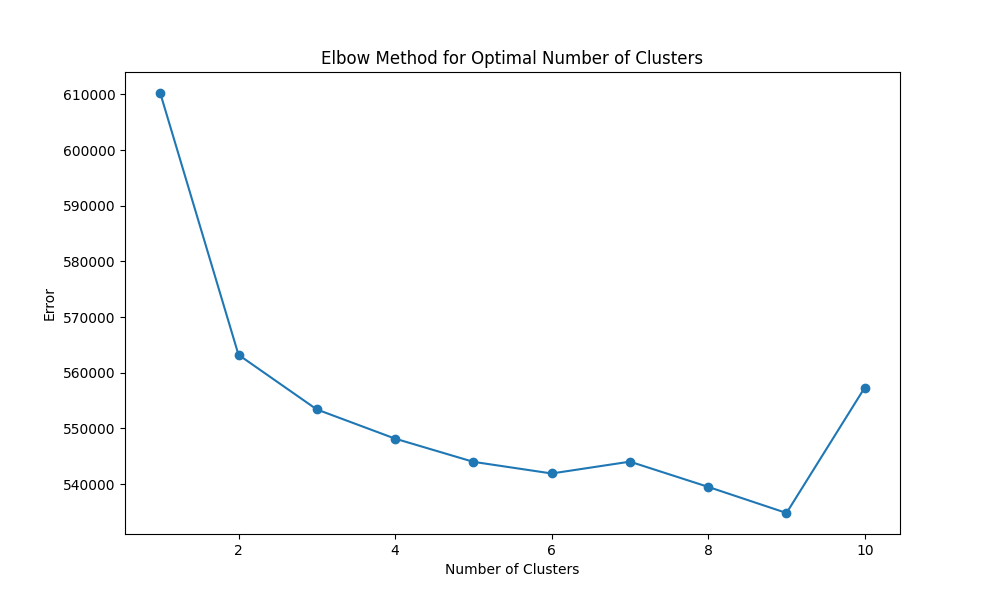 Elbow Method for Optimal Number of Clusters
610000
600000
590000
580000
570000
560000
550000
540000
Error
2 4 6 8 10
Number of Clusters